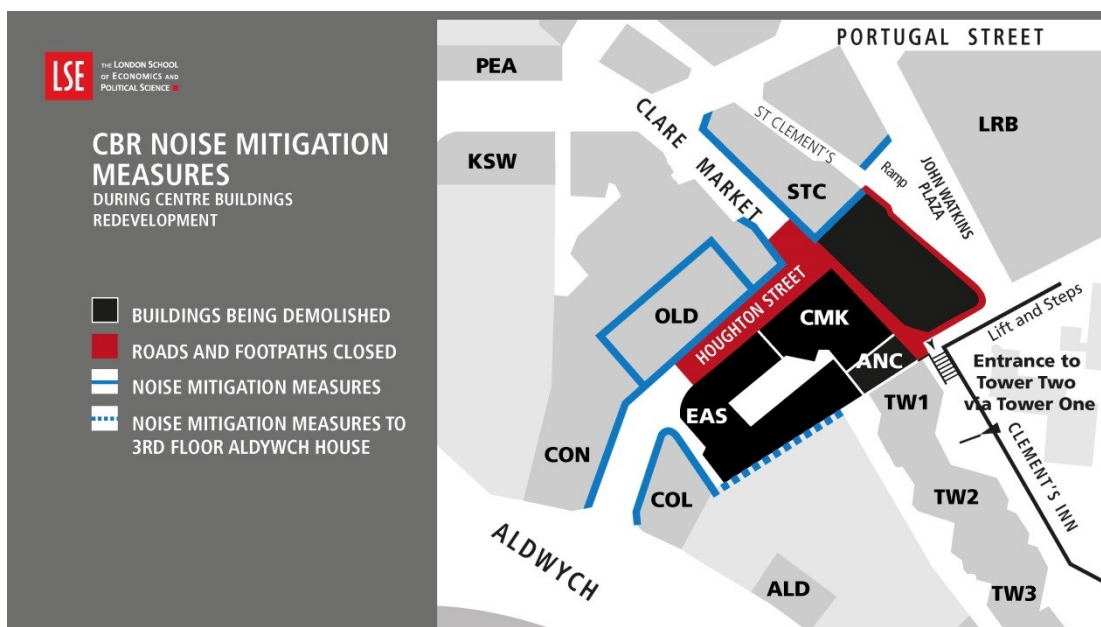 LSE
THE LONDON SCHOOL
OF ECONOMICS AND
POLITICAL SCIENCE
CBR NOISE MITIGATION
MEASURES
DURING CENTRE BUILDINGS
REDEVELOPMENT
BUILDINGS BEING DEMOLISHED
ROADS AND FOOTPATHS CLOSED
NOISE MITIGATION MEASURES
NOISE MITIGATION MEASURES TO
3RD FLOOR ALDYWCH HOUSE
PORTUGAL STREET
PEA
CLARE MARKET
ST CLEMENT'S
LRB
KSW
STC
Ramp
JOHN WATKINS
PLAZA
OLD
HOUGHTON STREET
CMK
Lift and Steps
ANC
Entrance to
Tower Two
via Tower One
TW1
EAS
CLEMENT'S INN
CON
COL
TW2
ALDWYCH
ALD
TW3